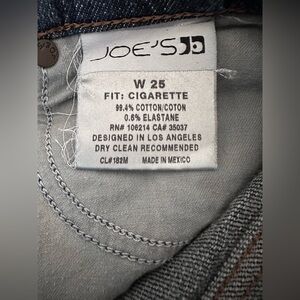 JOE'S
W 25
FIT: CIGARETTE
99.4% COTTON/COTON
0.6% ELASTANE
RN# 106214 CA# 35037
DESIGNED IN LOS ANGELES
DRY CLEAN RECOMMENDED
CL#182M MADE IN MEXICO